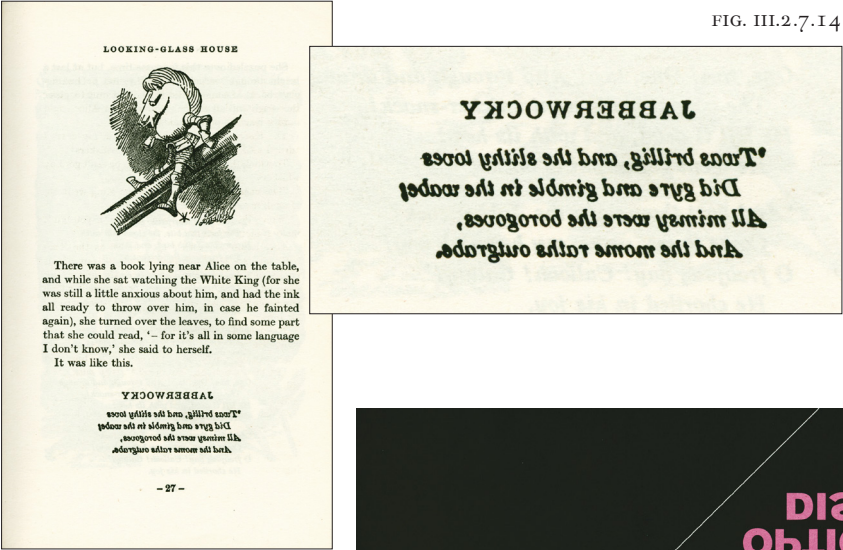 FIG. III.2.7.14
LOOKING-GLASS HOUSE
There was a book lying near Alice on the table,
and while she sat watching the White King (for she
was still a little anxious about him, and had the ink
all ready to throw over him, in case he fainted
again), she turned over the leaves, to find some part
that she could read, ‘– for it's all in some language
I don't know,’ she said to herself.
It was like this.
JABBERWOCKY
'Twas brillig, and the slithy toves
Did gyre and gimble in the wabe;
All mimsy were the borogoves,
And the mome raths outgrabe.
– 27 –
JABBERWOCKY
'Twas brillig, and the slithy toves
Did gyre and gimble in the wabe;
All mimsy were the borogoves,
And the mome raths outgrabe.